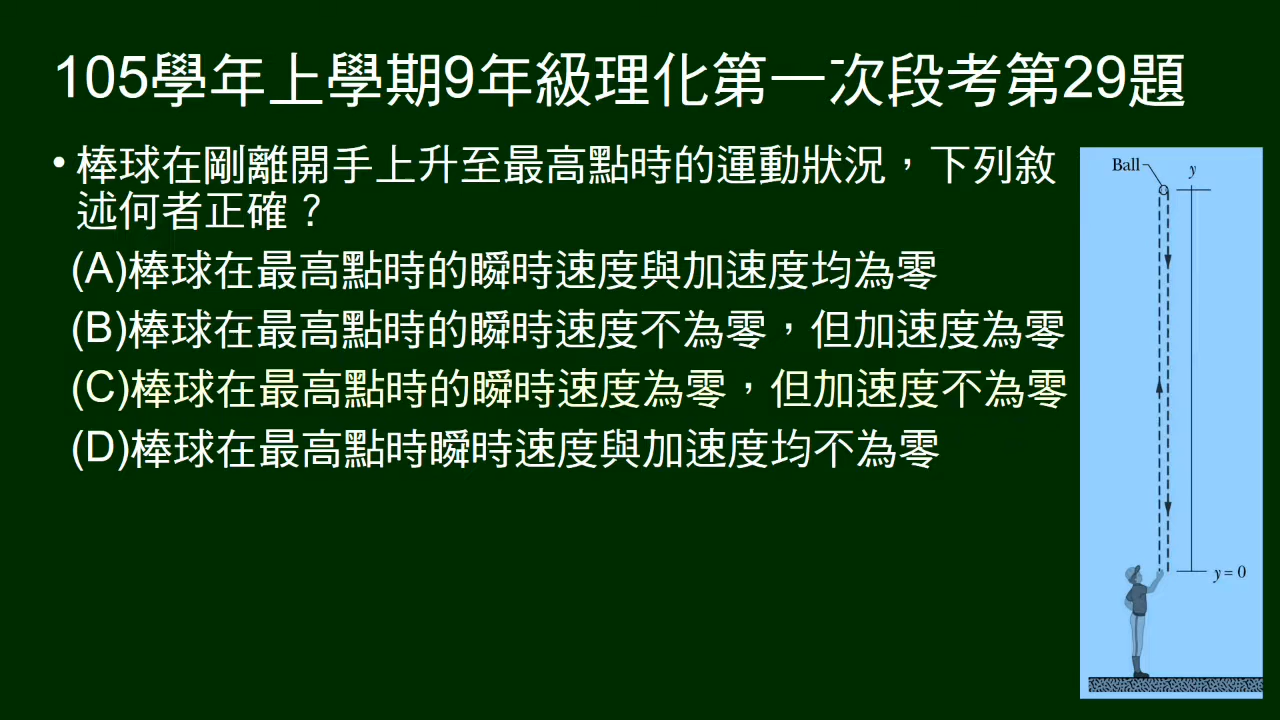 105學年上學期9年級理化第一次段考第29題
• 棒球在剛離開手上升至最高點時的運動狀況，下列敘
述何者正確？
(A)棒球在最高點時的瞬時速度與加速度均為零
(B)棒球在最高點時的瞬時速度不為零，但加速度為零
(C)棒球在最高點時的瞬時速度為零，但加速度不為零
(D)棒球在最高點時瞬時速度與加速度均不為零
Ball
y
y = 0